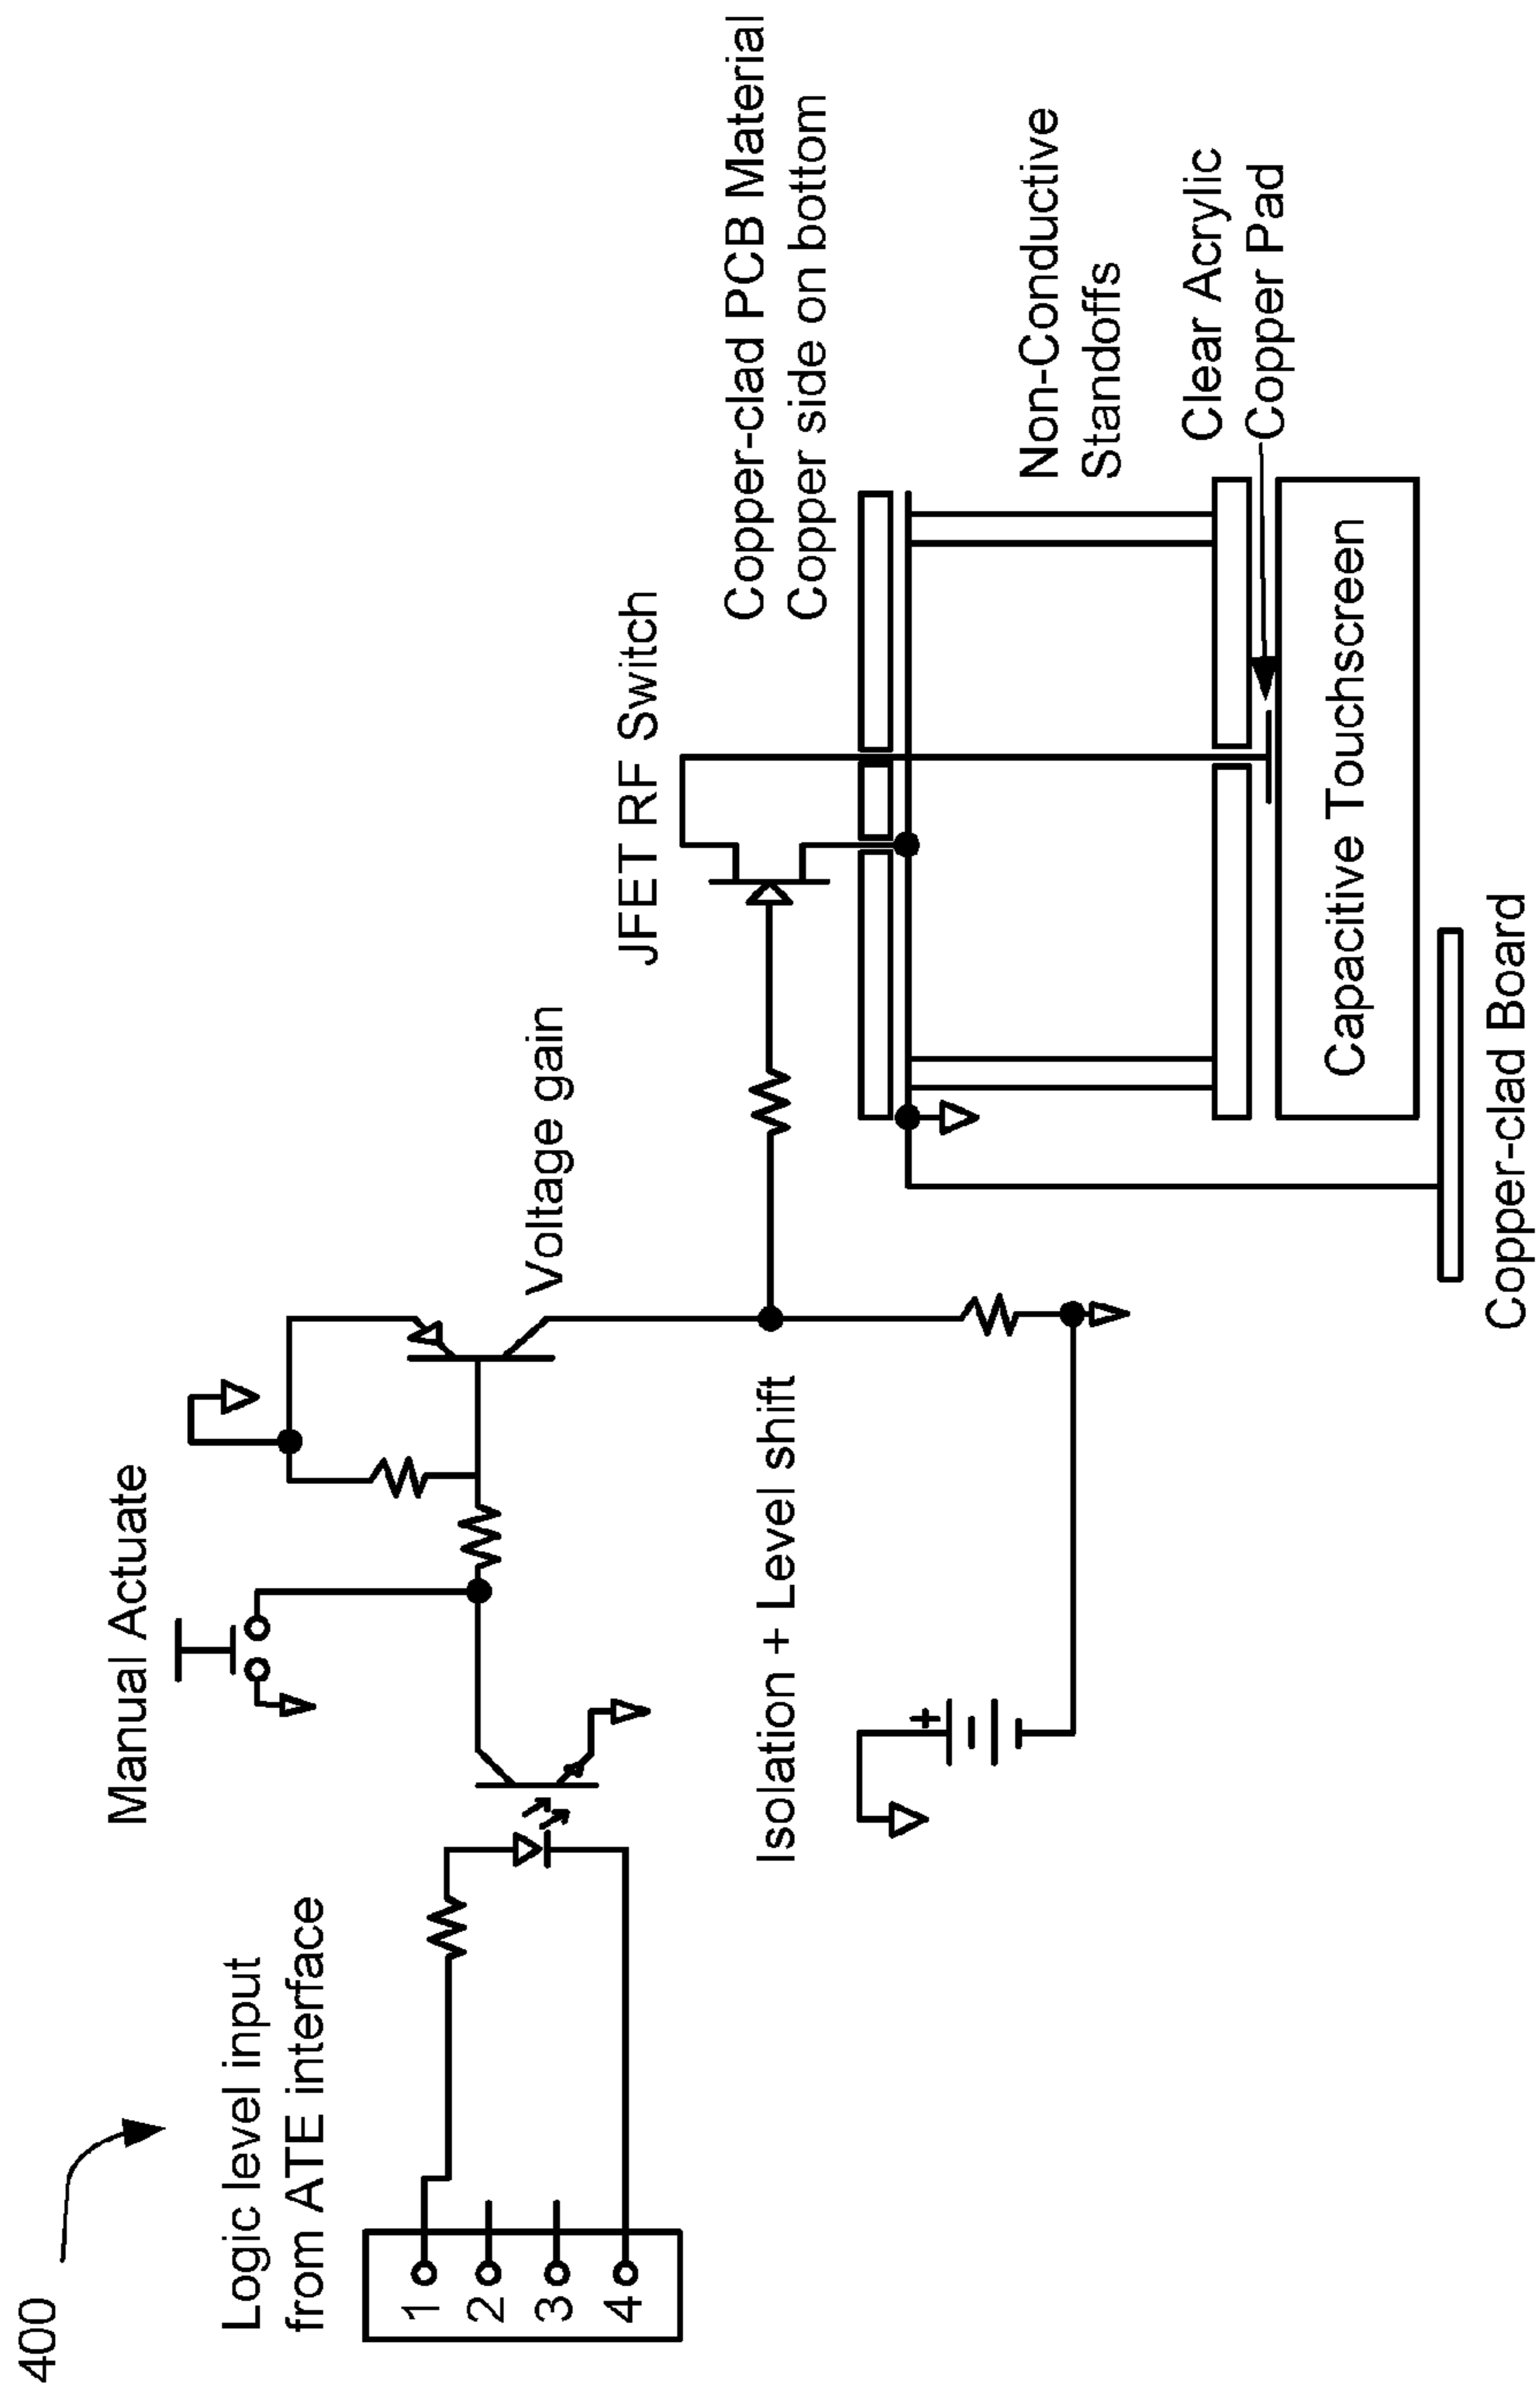 400
Logic level input
from ATE interface
1
2
3
4
Manual Actuate
Isolation + Level shift
+
Voltage gain
JFET RF Switch
Copper-clad PCB Material
Copper side on bottom
Non-Conductive
Standoffs
Clear Acrylic
Copper Pad
Capacitive Touchscreen
Copper-clad Board